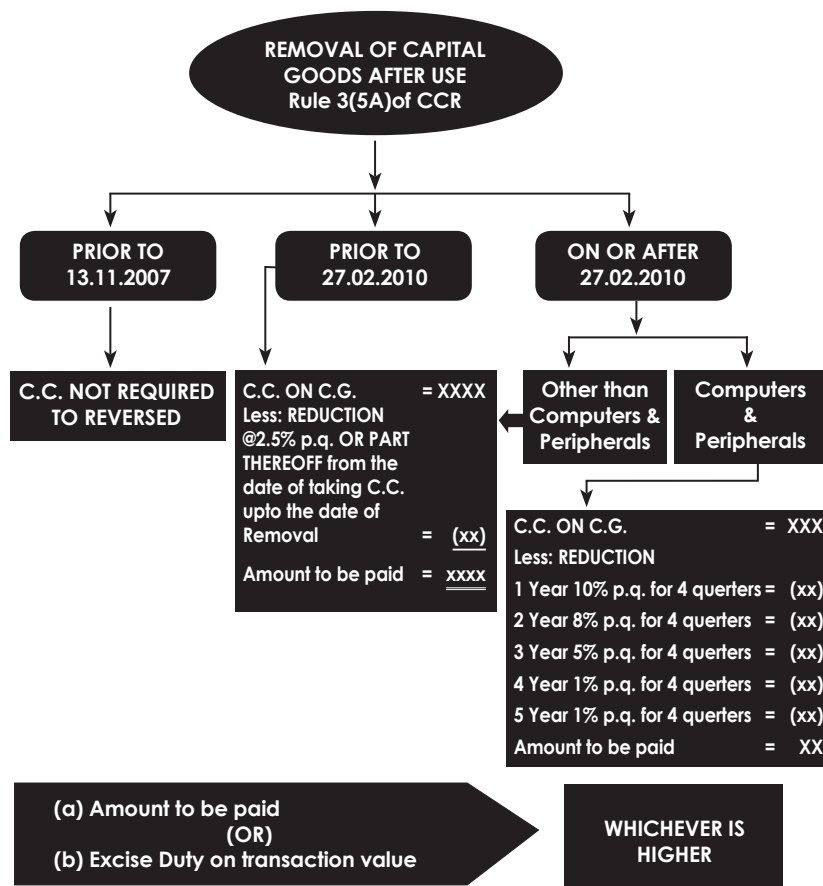 REMOVAL OF CAPITAL
GOODS AFTER USE
Rule 3(5A)of CCR
PRIOR TO
13.11.2007
PRIOR TO
27.02.2010
ON OR AFTER
27.02.2010
C.C. NOT REQUIRED
TO REVERSED
C.C. ON C.G. = XXXX
Less: REDUCTION
@2.5% p.q. OR PART
THEREOFF from the
date of taking C.C.
upto the date of
Removal = (xx)
Amount to be paid = xxxx
Other than
Computers &
Peripherals
Computers
&
Peripherals
C.C. ON C.G. = XXX
Less: REDUCTION
1 Year 10% p.q. for 4 querters = (xx)
2 Year 8% p.q. for 4 querters = (xx)
3 Year 5% p.q. for 4 querters = (xx)
4 Year 1% p.q. for 4 querters = (xx)
5 Year 1% p.q. for 4 querters = (xx)
Amount to be paid = XX
(a) Amount to be paid
(OR)
(b) Excise Duty on transaction value
WHICHEVER IS
HIGHER